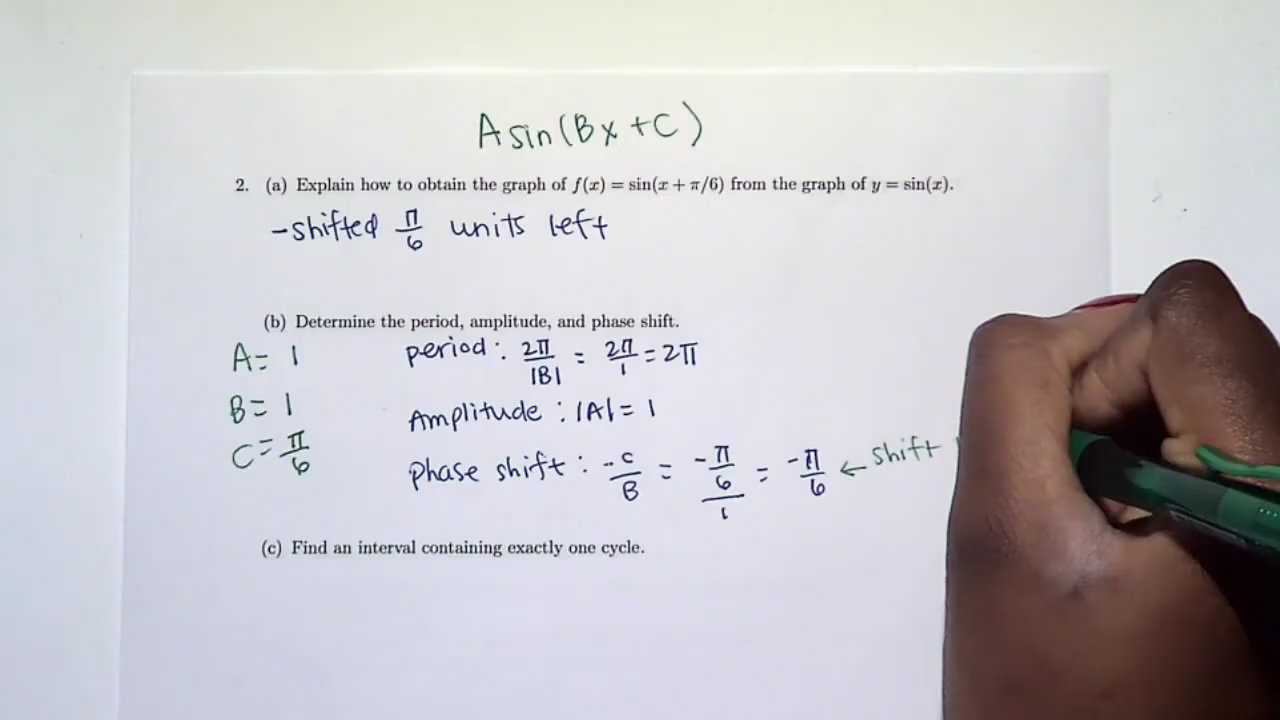 A sin(Bx + C)
2. (a) Explain how to obtain the graph of f(x) = sin(x + π/6) from the graph of y = sin(x).
- shifted π/6 units left
(b) Determine the period, amplitude, and phase shift.
A = 1
B = 1
C = π/6
period : 2π/|B| = 2π/1 = 2π
Amplitude : |A| = 1
phase shift : -C/B = -π/6/1 = -π/6 ← shift
(c) Find an interval containing exactly one cycle.